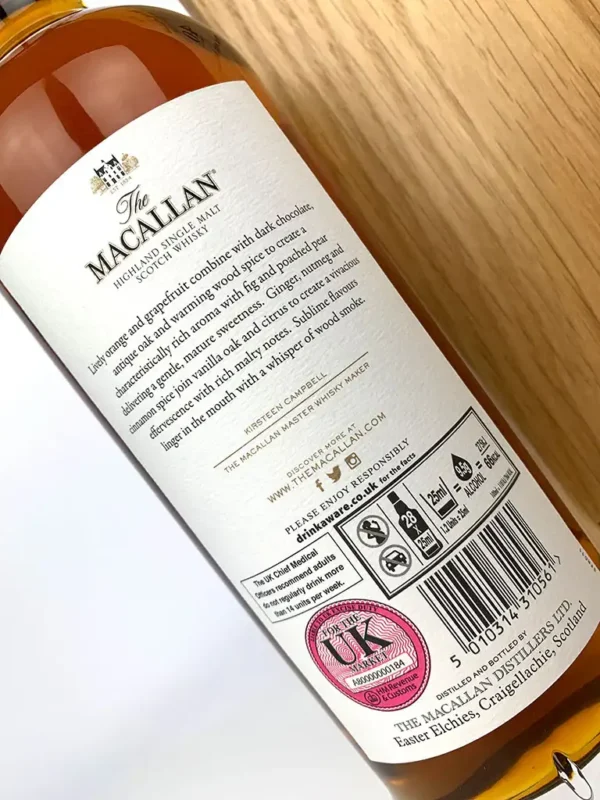 EST. 1824
The
MACALLAN®
HIGHLAND SINGLE MALT
SCOTCH WHISKY
Lively orange and grapefruit combine with dark chocolate,
antique oak and warming wood spice to create a
characteristically rich aroma with fig and poached pear
delivering a gentle, mature sweetness. Ginger, nutmeg and
cinnamon spice join vanilla oak and citrus to create a vivacious
effervescence with rich malty notes. Sublime flavours
linger in the mouth with a whisper of wood smoke.
KIRSTEEN CAMPBELL
THE MACALLAN MASTER WHISKY MAKER
DISCOVER MORE AT
WWW.THEMACALLAN.COM
PLEASE ENJOY RESPONSIBLY
drinkaware.co.uk for the facts
28
X
25ml
25ml
=
9.5g
ALCOHOL
=
275kJ
66kcal
The UK Chief Medical
Officers recommend adults
do not regularly drink more
than 14 units per week.
FOR THE
UK
MARKET
A8000000184
HM Revenue
& Customs
5 010314 310561 >
DISTILLED AND BOTTLED BY
THE MACALLAN DISTILLERS LTD.
Easter Elchies, Craigellachie, Scotland